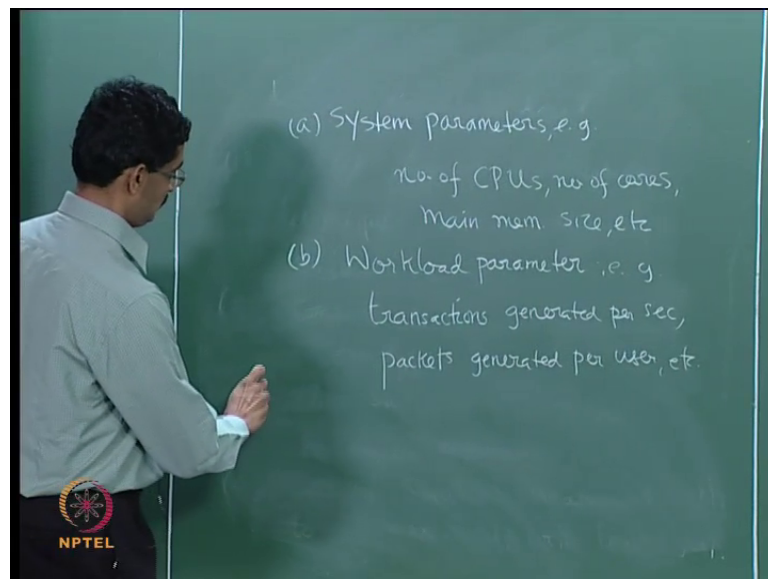 (a) System parameters, e.g.
no. of CPUs, no. of cores,
main mem. size, etc
(b) Workload parameter, e.g.
transactions generated per sec,
packets generated per user, etc.
NPTEL